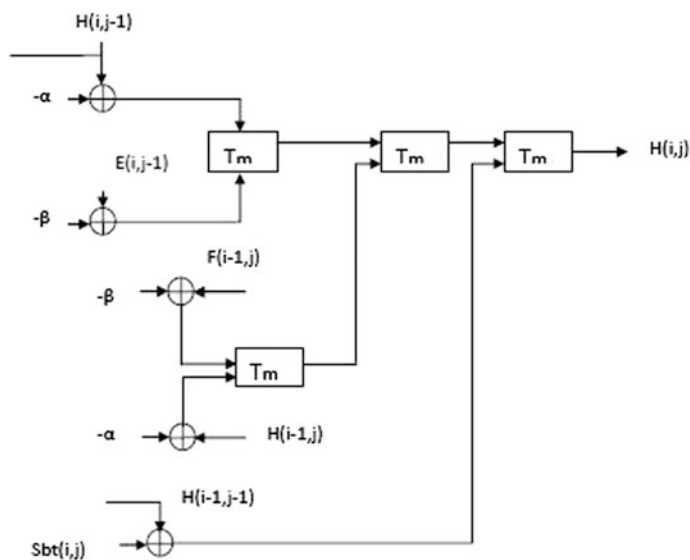 H(i,j-1)
-α
E(i,j-1)
Tm
Tm
Tm
H(i,j)
-β
F(i-1,j)
-β
Tm
-α
H(i-1,j)
H(i-1,j-1)
Sbt(i,j)